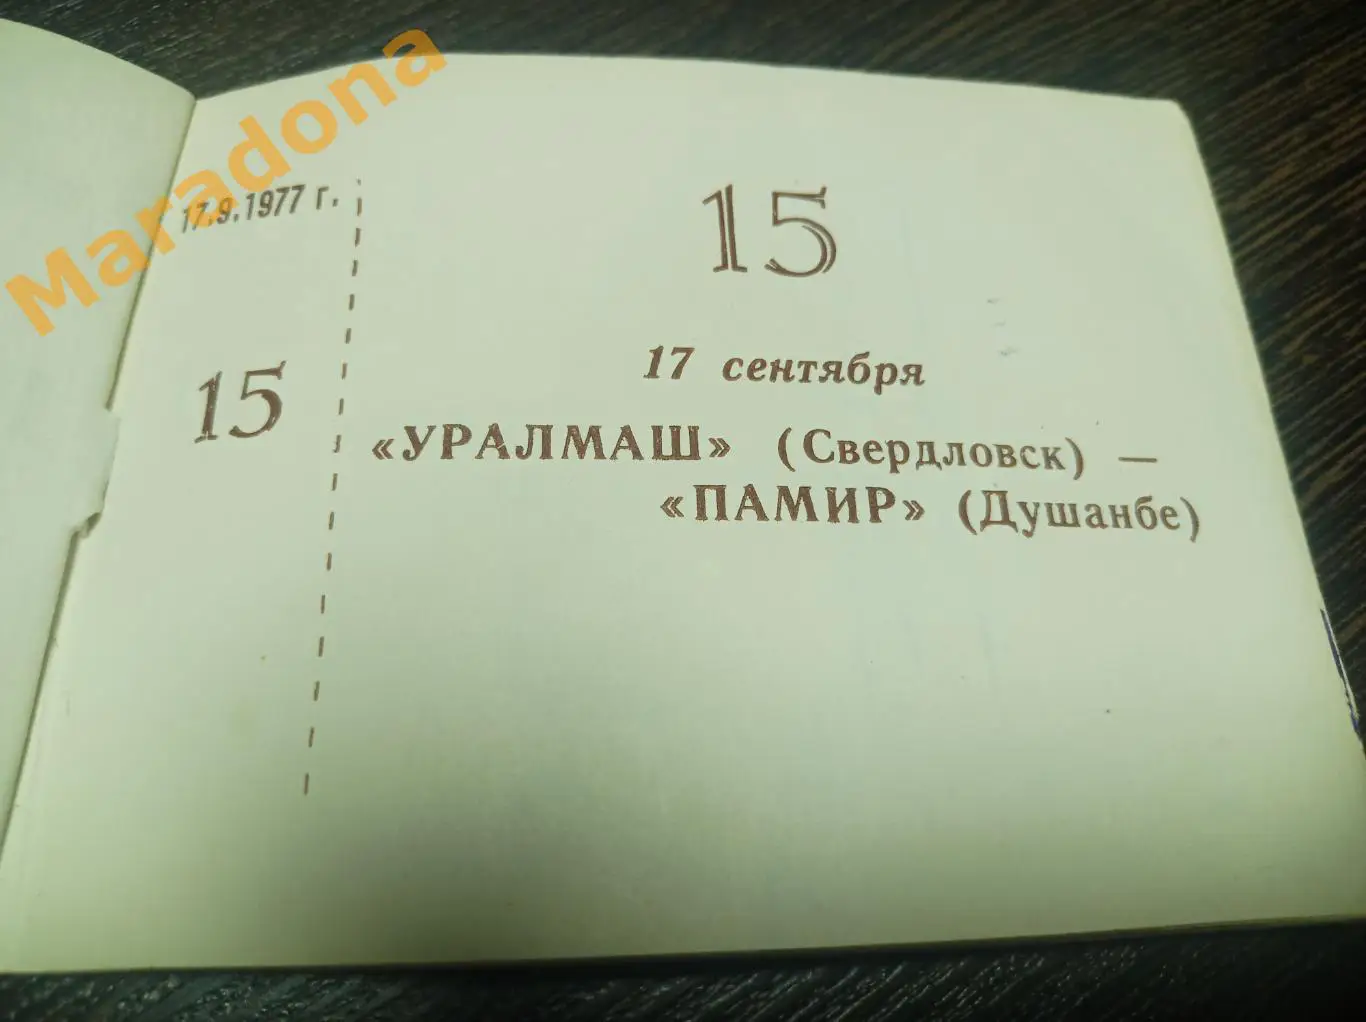 Maradona
17.9.1977 г.
15
15
17 сентября
«УРАЛМАШ» (Свердловск) —
«ПАМИР» (Душанбе)